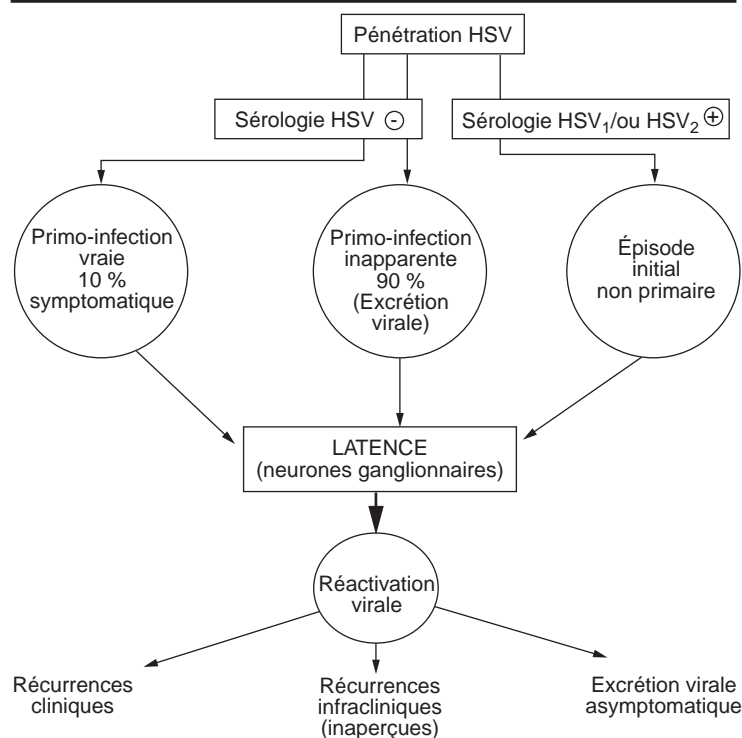 Pénétration HSV
Sérologie HSV ⊖
Sérologie HSV₁/ou HSV₂ ⊕
Primo-infection
vraie
10 %
symptomatique
Primo-infection
inapparente
90 %
(Excrétion
virale)
Épisode
initial
non primaire
LATENCE
(neurones ganglionnaires)
Réactivation
virale
Récurrences
cliniques
Récurrences
infracliniques
(inaperçues)
Excrétion virale
asymptomatique